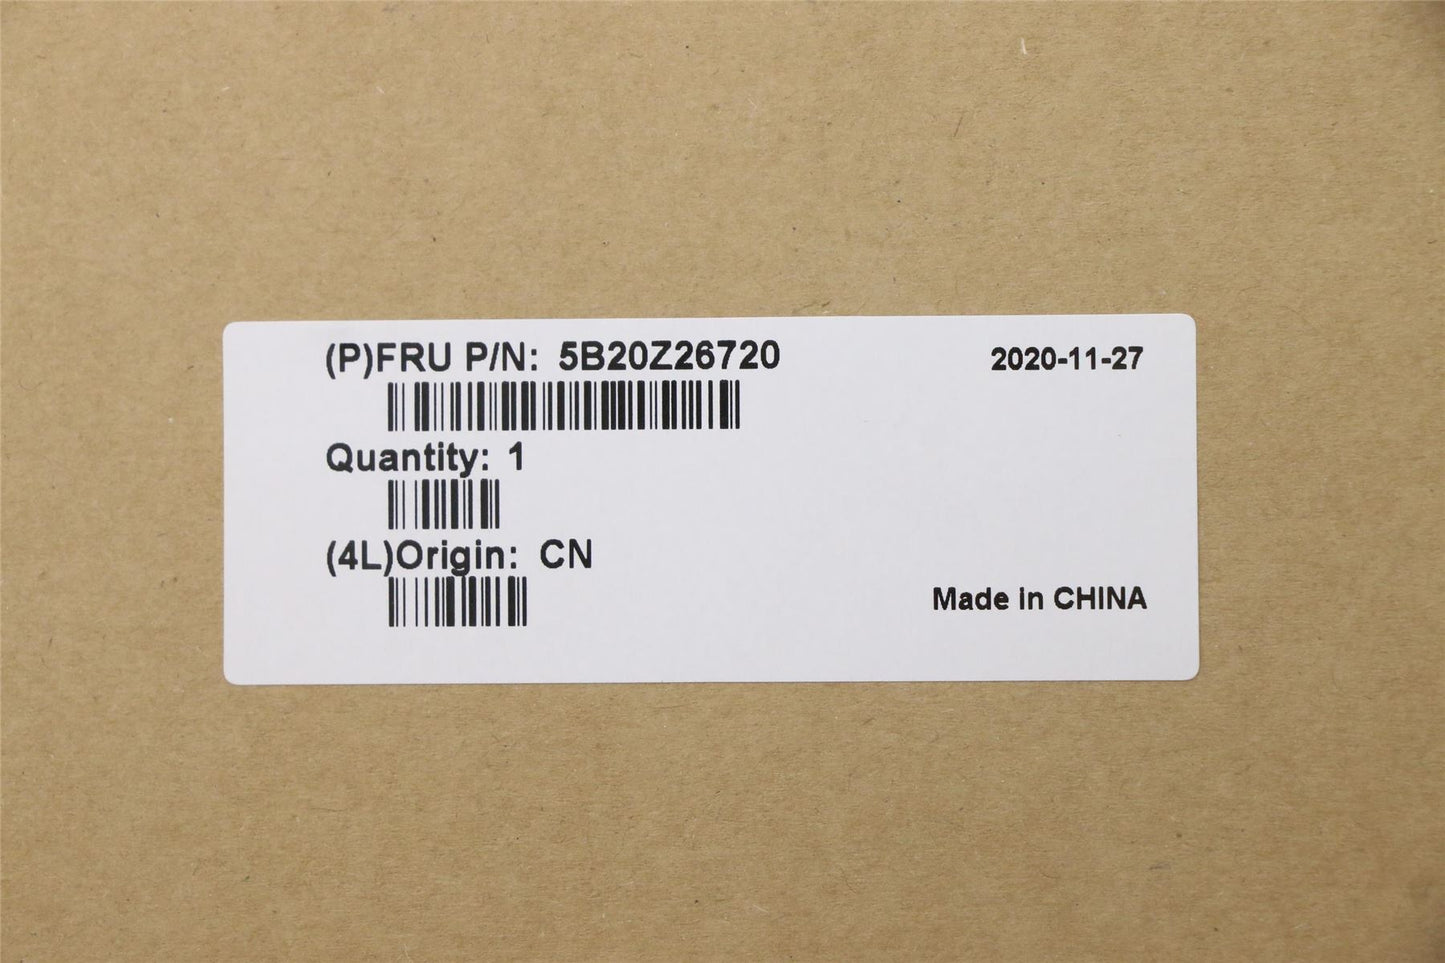 (P)FRU P/N: 5B20Z26720 2020-11-27
Quantity: 1
(4L)Origin: CN
Made in CHINA